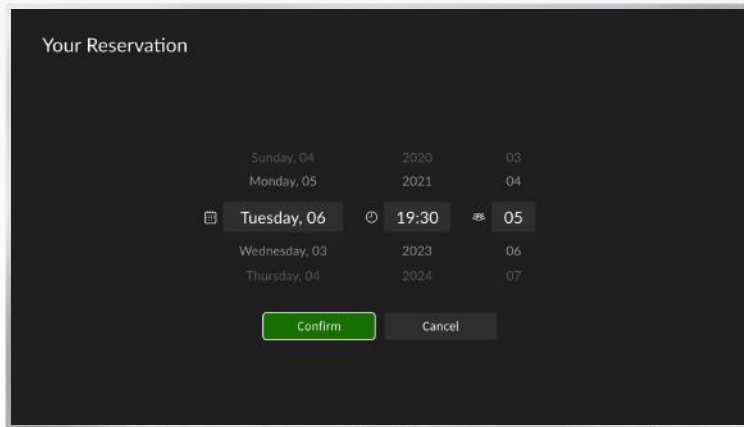 Your Reservation
Sunday, 04 2020 03
Monday, 05 2021 04
Tuesday, 06 19:30 05
Wednesday, 03 2023 06
Thursday, 04 2024 07
Confirm Cancel